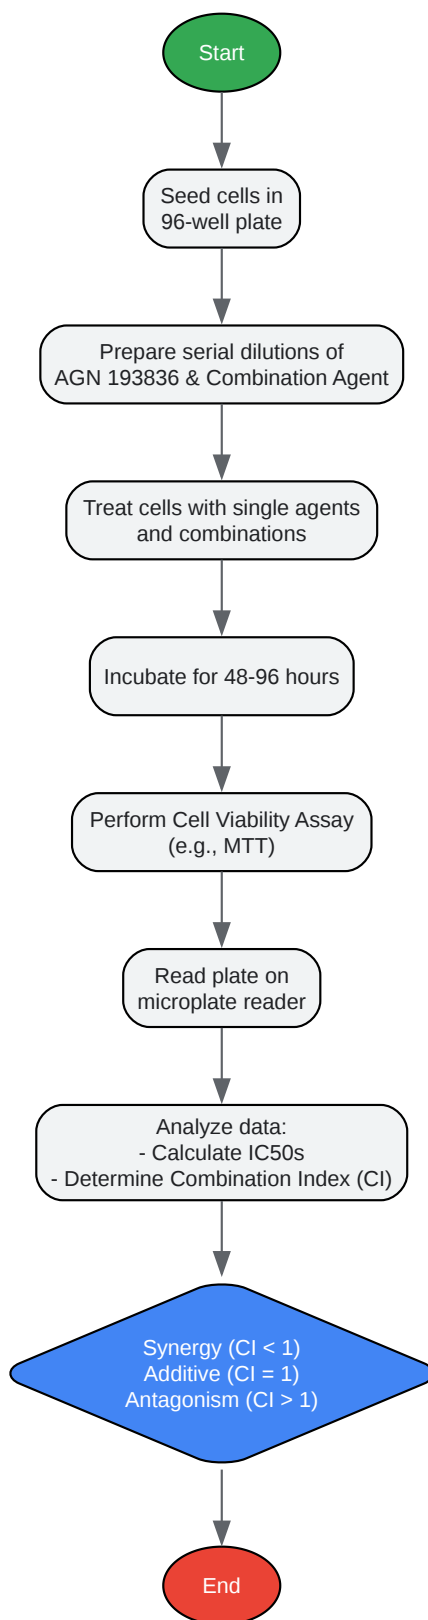 Start
Seed cells in
96-well plate
Prepare serial dilutions of
AGN 193836 & Combination Agent
Treat cells with single agents
and combinations
Incubate for 48-96 hours
Perform Cell Viability Assay
(e.g., MTT)
Read plate on
microplate reader
Analyze data:
- Calculate IC50s
- Determine Combination Index (CI)
Synergy (CI < 1)
Additive (CI = 1)
Antagonism (CI > 1)
End